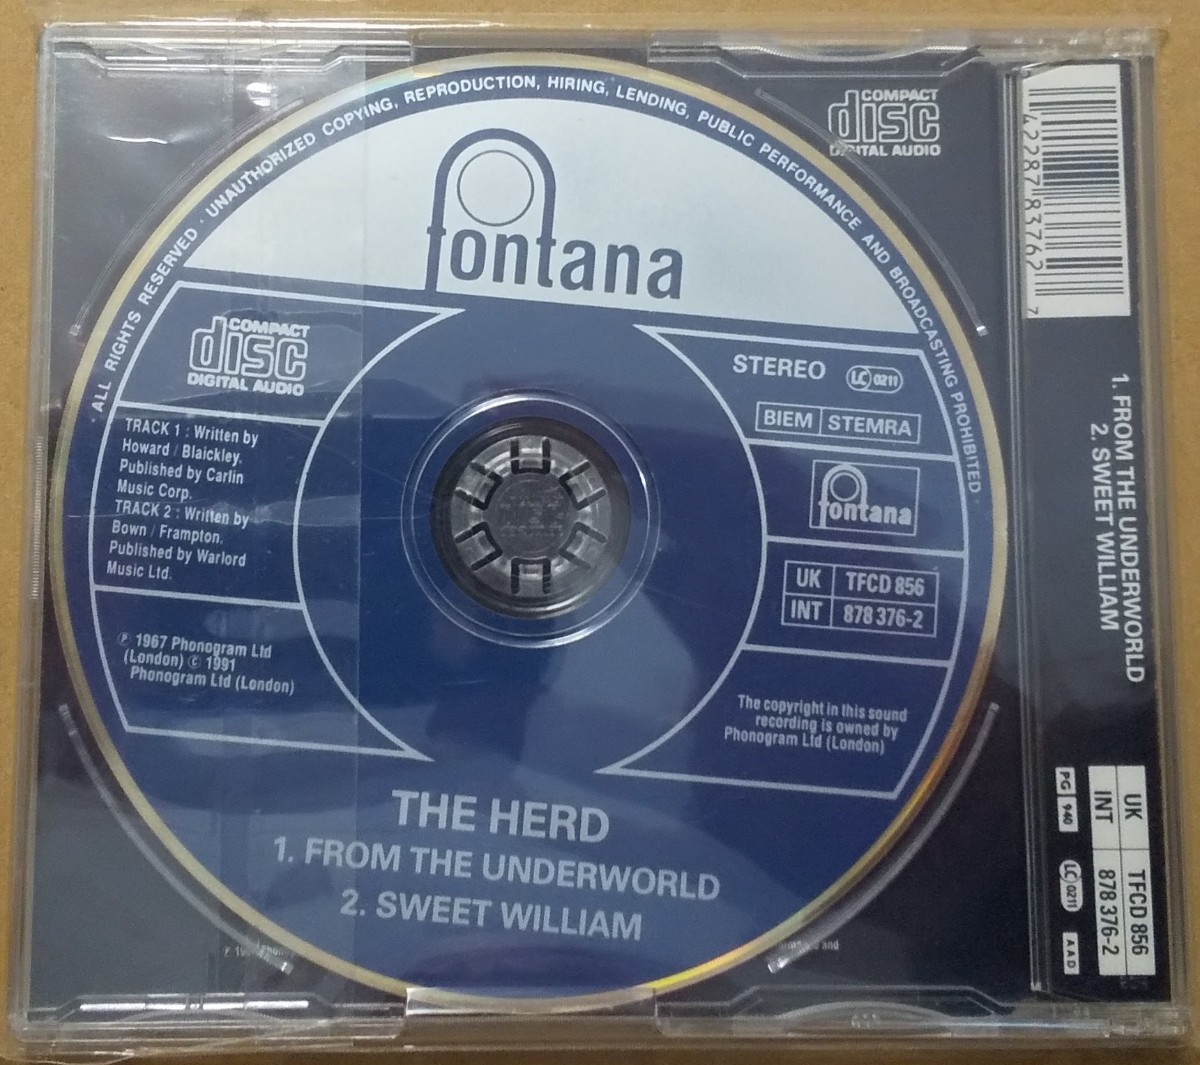 ALL RIGHTS RESERVED · UNAUTHORIZED COPYING, REPRODUCTION, HIRING, LENDING, PUBLIC PERFORMANCE AND BROADCASTING PROHIBITED ·
fontana
COMPACT
disc
DIGITAL AUDIO
COMPACT
disc
DIGITAL AUDIO
TRACK 1 : Written by
Howard / Blaickley.
Published by Carlin
Music Corp.
TRACK 2 : Written by
Bown / Frampton.
Published by Warlord
Music Ltd.
℗ 1967 Phonogram Ltd
(London) © 1991
Phonogram Ltd (London)
STEREO LC 0211
BIEM STEMRA
fontana
UK TFCD 856
INT 878 376-2
The copyright in this sound
recording is owned by
Phonogram Ltd (London)
THE HERD
1. FROM THE UNDERWORLD
2. SWEET WILLIAM
and
42287 83762 7
1. FROM THE UNDERWORLD
2. SWEET WILLIAM
UK TFCD 856
INT 878 376-2
PG 940 LC 0211 AAD